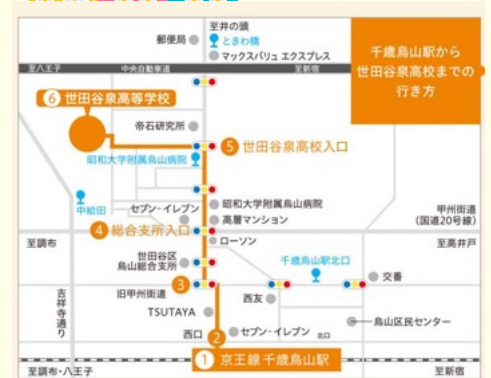 至井の頭
郵便局
ときわ橋
マックスバリュ エクスプレス
千歳烏山駅から
世田谷泉高校までの
行き方
至八王子
中央自動車道
至新宿
6 世田谷泉高等学校
帝石研究所
5 世田谷泉高校入口
昭和大学附属烏山病院
中給田
セブン-イレブン
昭和大学附属烏山病院
高層マンション
甲州街道
(国道20号線)
4 総合支所入口
ローソン
至調布
至高井戸
世田谷区
烏山総合支所
千歳烏山駅北口
交番
3
旧甲州街道
西友
吉祥寺通り
TSUTAYA
烏山区民センター
西口
2
セブン-イレブン
北口
1 京王線 千歳烏山駅
至調布・八王子
至新宿